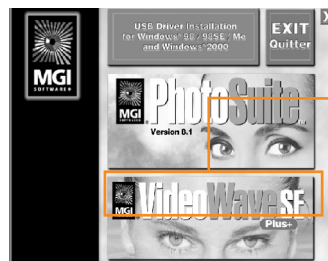 USB Driver Installation
for Windows® 98 / 98SE / Me
and Windows® 2000
EXIT
Quitter
MGI
SOFTWARE®
MGI
PhotoSuite
Version 8.1
MGI
VideoWave SE
Plus+